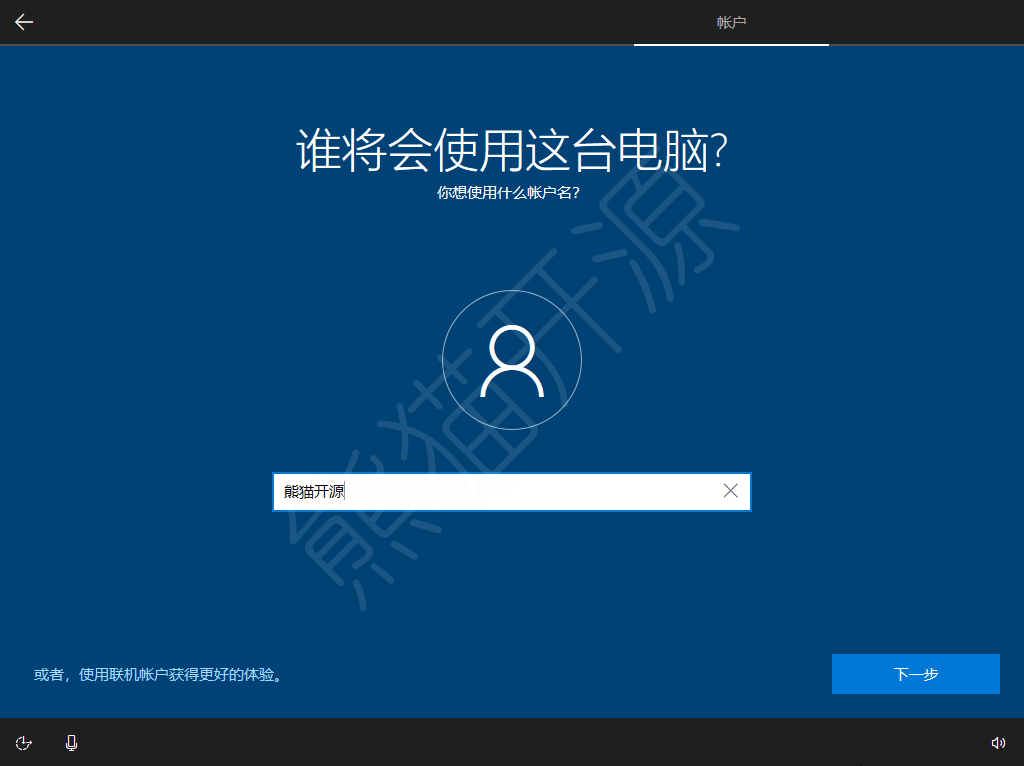 帐户
谁将会使用这台电脑?
你想使用什么帐户名?
熊猫开源
熊猫开源
或者，使用联机帐户获得更好的体验。
下一步